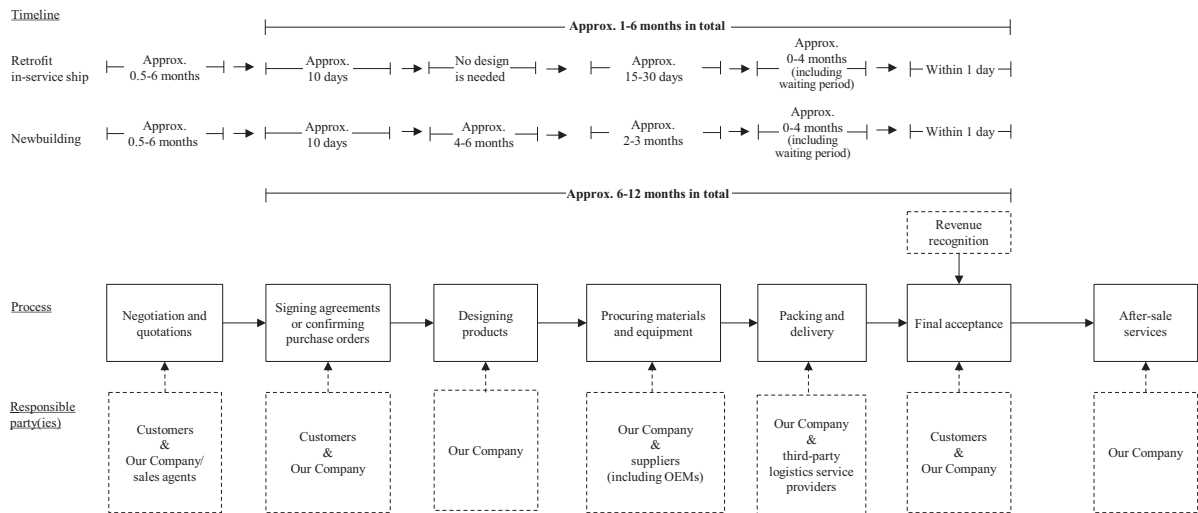 Timeline
Approx. 1-6 months in total
Retrofit
in-service ship
Approx.
0.5-6 months
Approx.
10 days
No design
is needed
Approx.
15-30 days
Approx.
0-4 months
(including
waiting period)
Within 1 day
Newbuilding
Approx.
0.5-6 months
Approx.
10 days
Approx.
4-6 months
Approx.
2-3 months
Approx.
0-4 months
(including
waiting period)
Within 1 day
Approx. 6-12 months in total
Revenue
recognition
Process
Negotiation and
quotations
Signing agreements
or confirming
purchase orders
Designing
products
Procuring materials
and equipment
Packing and
delivery
Final acceptance
After-sale
services
Responsible
party(ies)
Customers
&
Our Company/
sales agents
Customers
&
Our Company
Our Company
Our Company
&
suppliers
(including OEMs)
Our Company
&
third-party
logistics service
providers
Customers
&
Our Company
Our Company